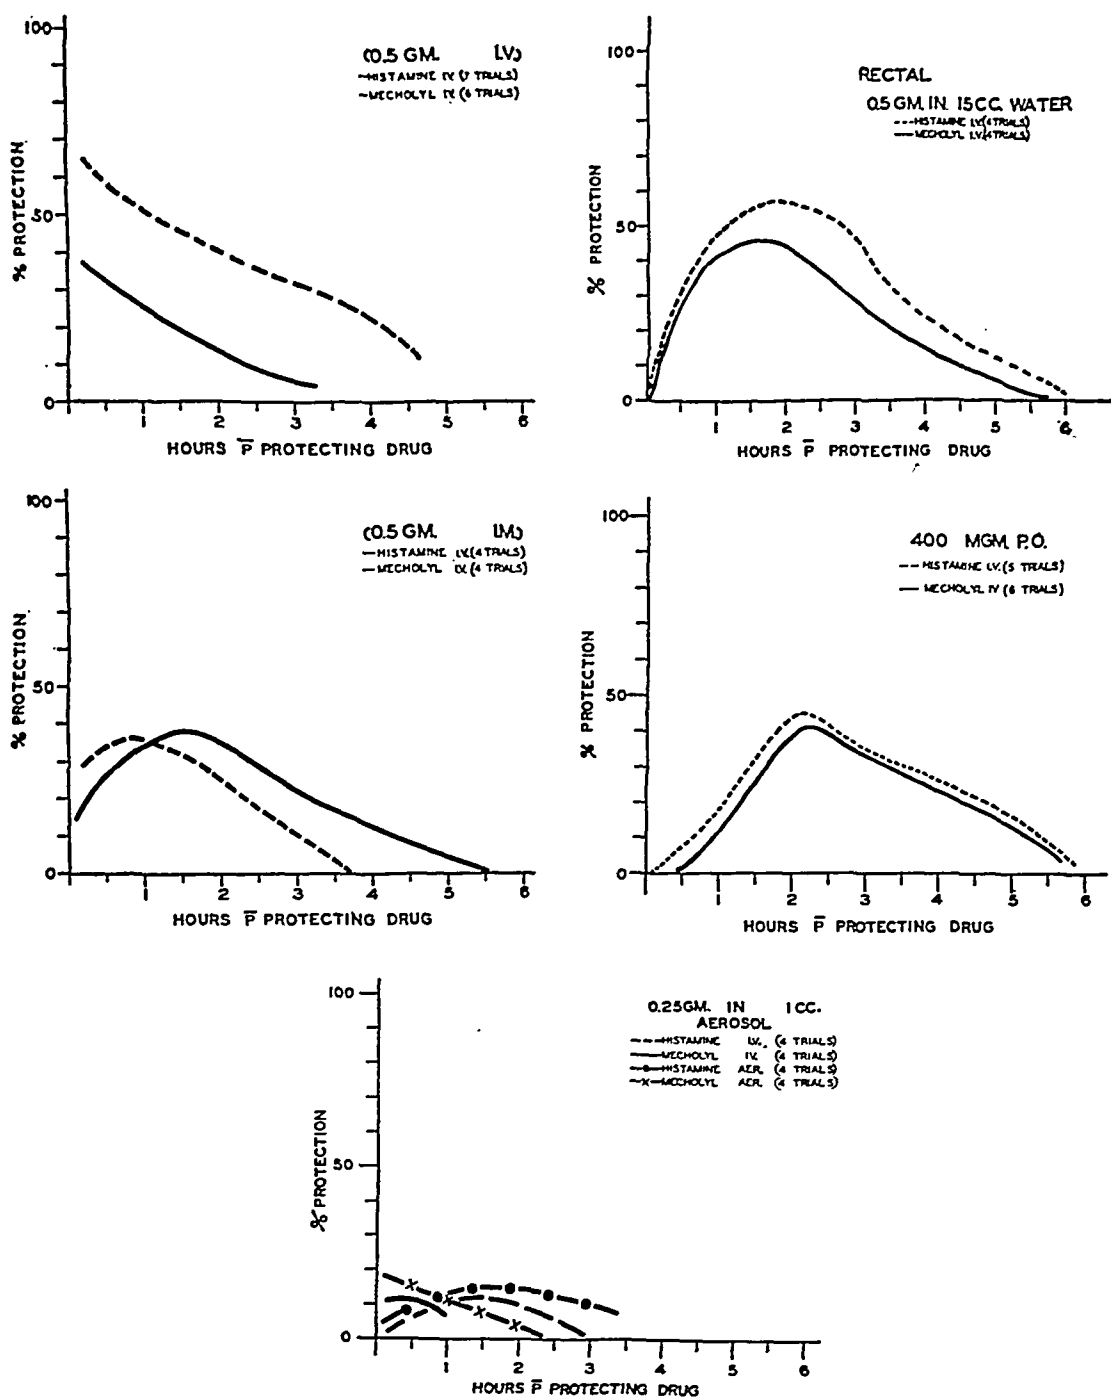 100
50
0
% PROTECTION
(0.5 GM. I.V.)
HISTAMINE I.V. (7 TRIALS)
MECHOLYL I.V. (6 TRIALS)
1 2 3 4 5 6
HOURS P̅ PROTECTING DRUG
100
50
0
% PROTECTION
RECTAL
0.5 GM. IN 15CC. WATER
HISTAMINE I.V. (4 TRIALS)
MECHOLYL I.V. (4 TRIALS)
1 2 3 4 5 6
HOURS P̅ PROTECTING DRUG
100
50
0
% PROTECTION
(0.5 GM. I.M.)
HISTAMINE I.V. (4 TRIALS)
MECHOLYL I.V. (4 TRIALS)
1 2 3 4 5 6
HOURS P̅ PROTECTING DRUG
100
50
0
% PROTECTION
400 MGM. P.O.
HISTAMINE I.V. (5 TRIALS)
MECHOLYL IV (6 TRIALS)
1 2 3 4 5 6
HOURS P̅ PROTECTING DRUG
100
50
0
% PROTECTION
0.25GM. IN 1CC.
AEROSOL
HISTAMINE I.V. (4 TRIALS)
MECHOLYL IV. (4 TRIALS)
HISTAMINE AER. (4 TRIALS)
MECHOLYL AER. (4 TRIALS)
1 2 3 4 5 6
HOURS P̅ PROTECTING DRUG